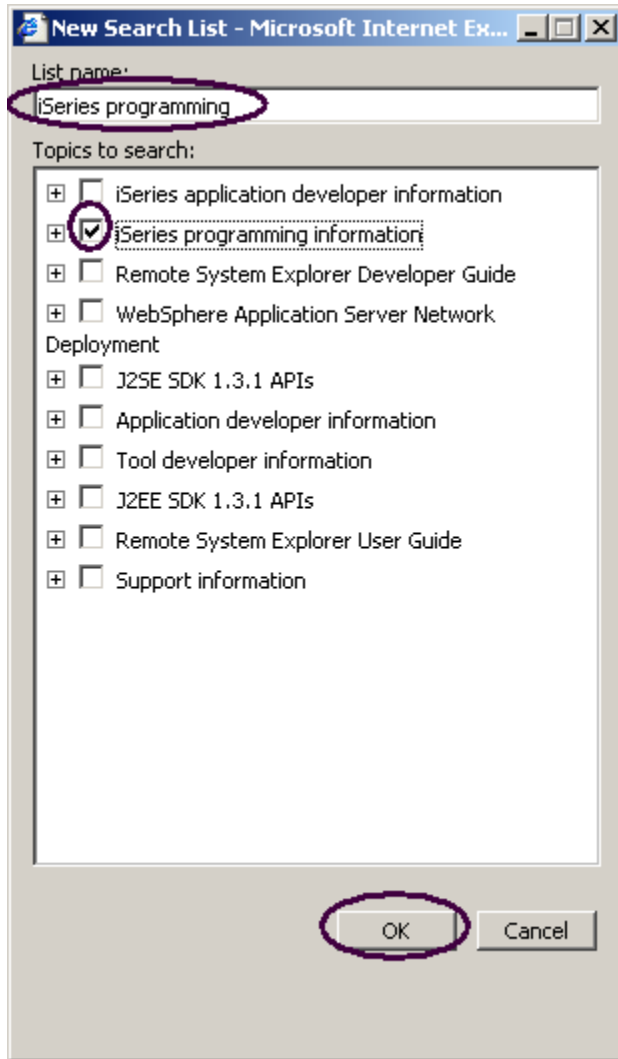 New Search List - Microsoft Internet Ex...
List name:
iSeries programming
Topics to search:
iSeries application developer information
iSeries programming information
Remote System Explorer Developer Guide
WebSphere Application Server Network
Deployment
J2SE SDK 1.3.1 APIs
Application developer information
Tool developer information
J2EE SDK 1.3.1 APIs
Remote System Explorer User Guide
Support information
OK Cancel